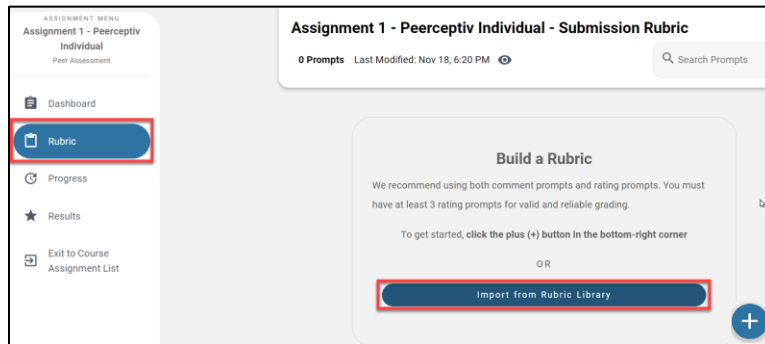 ASSIGNMENT MENU
Assignment 1 - Peerceptiv
Individual
Peer Assessment
Dashboard
Rubric
Progress
Results
Exit to Course
Assignment List
Assignment 1 - Peerceptiv Individual - Submission Rubric
0 Prompts Last Modified: Nov 18, 6:20 PM
Search Prompts
Build a Rubric
We recommend using both comment prompts and rating prompts. You must
have at least 3 rating prompts for valid and reliable grading.
To get started, click the plus (+) button in the bottom-right corner
OR
Import from Rubric Library
+